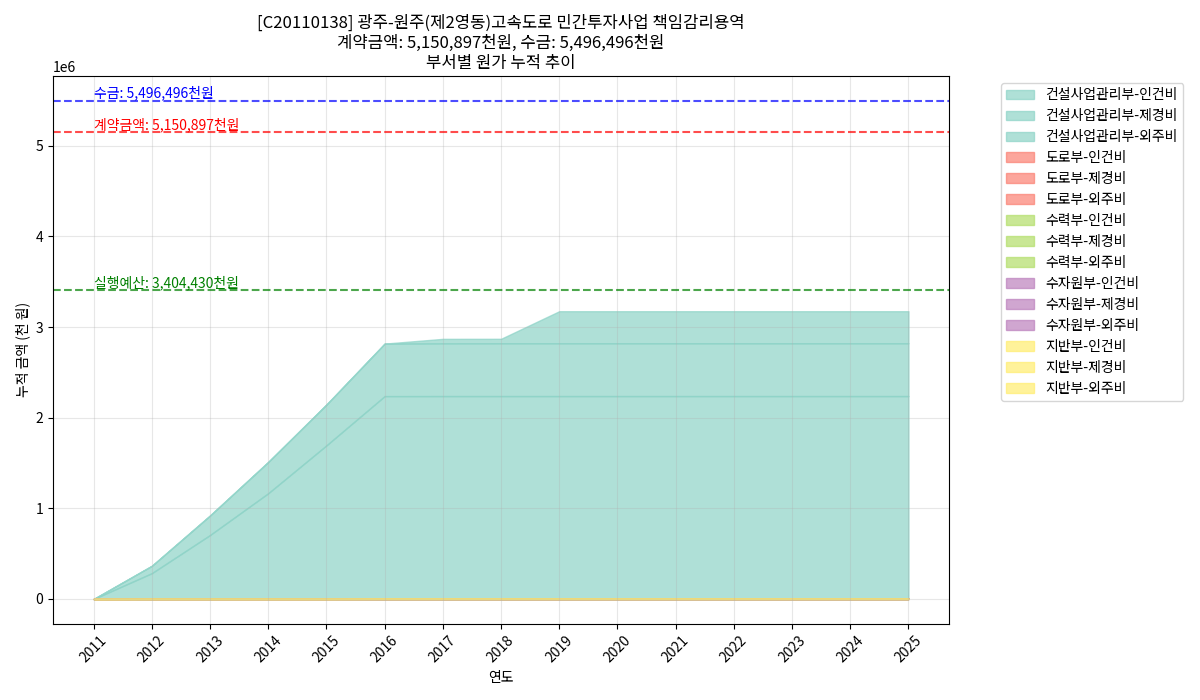 [C20110138] 광주-원주(제2영동)고속도로 민간투자사업 책임감리용역
계약금액: 5,150,897천원, 수금: 5,496,496천원
부서별 원가 누적 추이
1e6
수금: 5,496,496천원
계약금액: 5,150,897천원
실행예산: 3,404,430천원
5
4
3
2
1
0
누적 금액 (천 원)
2011
2012
2013
2014
2015
2016
2017
2018
2019
2020
2021
2022
2023
2024
2025
연도
건설사업관리부-인건비
건설사업관리부-제경비
건설사업관리부-외주비
도로부-인건비
도로부-제경비
도로부-외주비
수력부-인건비
수력부-제경비
수력부-외주비
수자원부-인건비
수자원부-제경비
수자원부-외주비
지반부-인건비
지반부-제경비
지반부-외주비